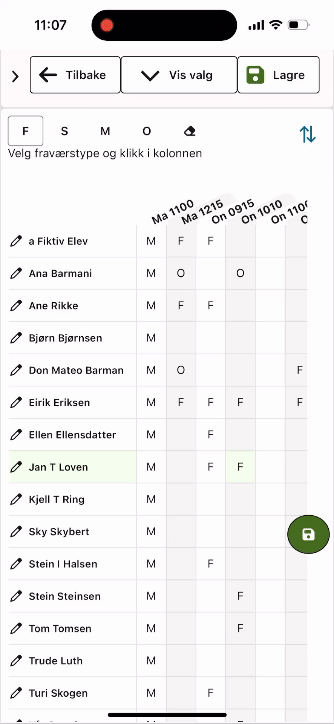 11:07
Tilbake
Vis valg
Lagre
F S M O
Velg fraværstype og klikk i kolonnen
Ma 1100 Ma 1215 On 0915 On 1010 On 1100
a Fiktiv Elev M F F
Ana Barmani M O O
Ane Rikke M F F
Bjørn Bjørnsen M
Don Mateo Barman M O F
Eirik Eriksen M F F F F
Ellen Ellensdatter M F
Jan T Loven M F F
Kjell T Ring M
Sky Skybert M
Stein I Halsen M F
Stein Steinsen M F
Tom Tomsen M F
Trude Luth M
Turi Skogen M F